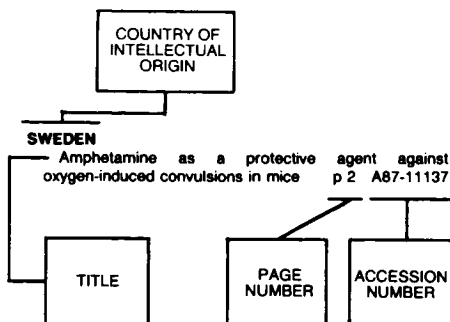 COUNTRY OF
INTELLECTUAL
ORIGIN
SWEDEN
Amphetamine as a protective agent against
oxygen-induced convulsions in mice p 2 A87-11137
TITLE
PAGE
NUMBER
ACCESSION
NUMBER